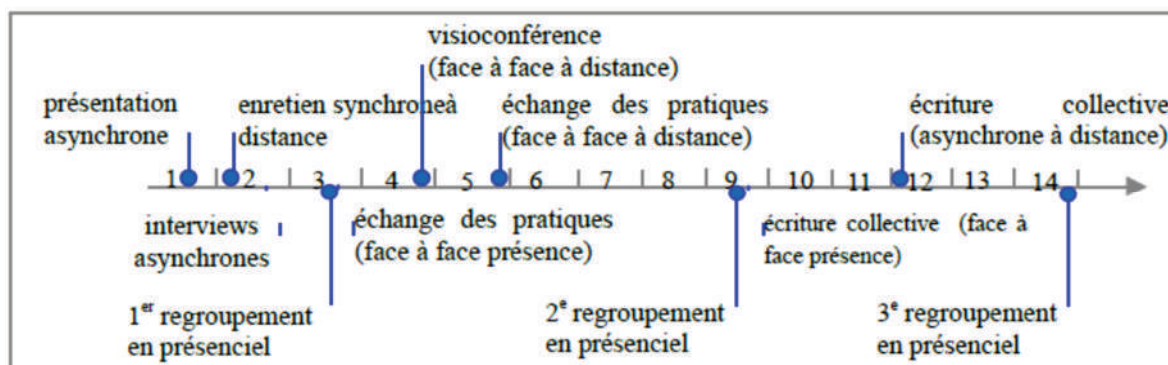 visioconférence
(face à face à distance)
présentation
asynchrone
enretien synchroneà
distance
échange des pratiques
(face à face à distance)
écriture collective
(asynchrone à distance)
1 2 3 4 5 6 7 8 9 10 11 12 13 14
interviews
asynchrones
échange des pratiques
(face à face présence)
écriture collective (face à
face présence)
1er regroupement
en présenciel
2e regroupement
en présenciel
3e regroupement
en présenciel